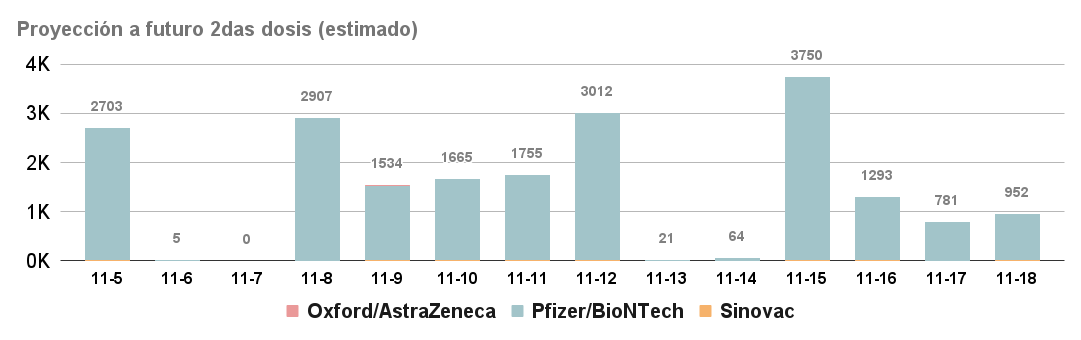 Proyección a futuro 2das dosis (estimado)
4K
3K
2K
1K
0K
2703
5
0
2907
1534
1665
1755
3012
21
64
3750
1293
781
952
11-5 11-6 11-7 11-8 11-9 11-10 11-11 11-12 11-13 11-14 11-15 11-16 11-17 11-18
Oxford/AstraZeneca Pfizer/BioNTech Sinovac